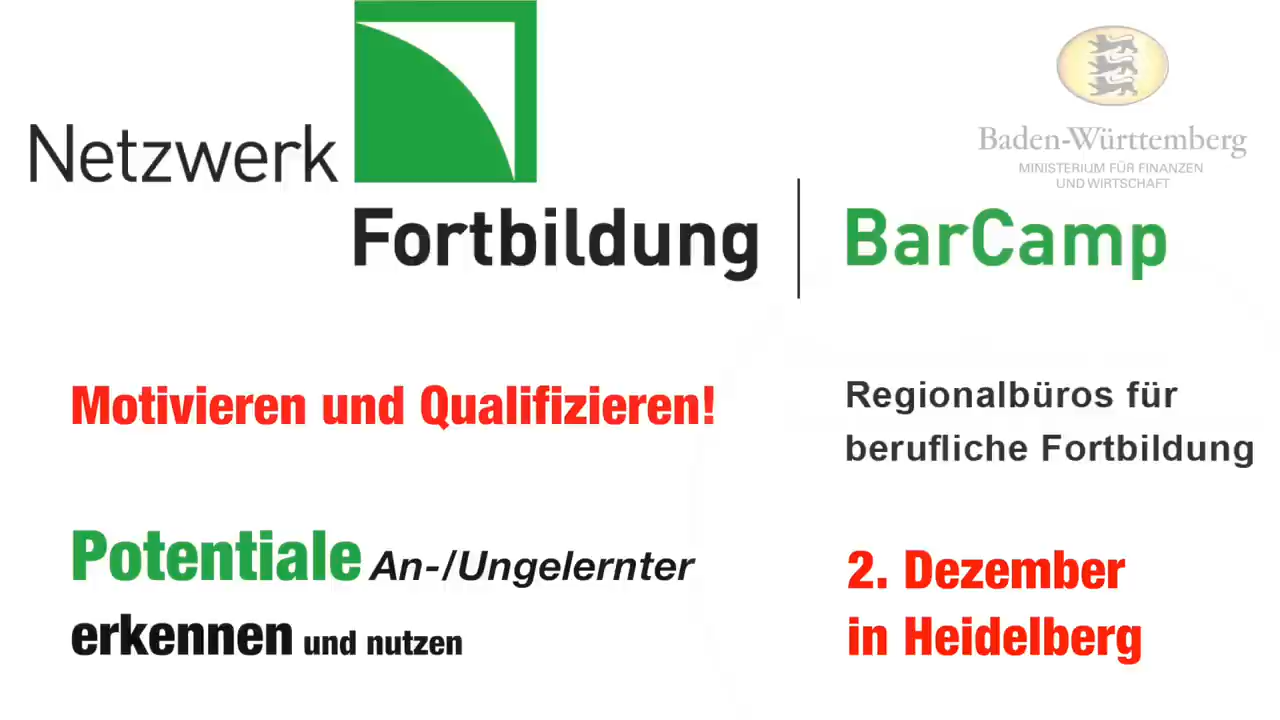 Netzwerk
Fortbildung
BarCamp
Baden-Württemberg
MINISTERIUM FÜR FINANZEN
UND WIRTSCHAFT
Motivieren und Qualifizieren!
Regionalbüros für
berufliche Fortbildung
Potentiale An-/Ungelernter
erkennen und nutzen
2. Dezember
in Heidelberg